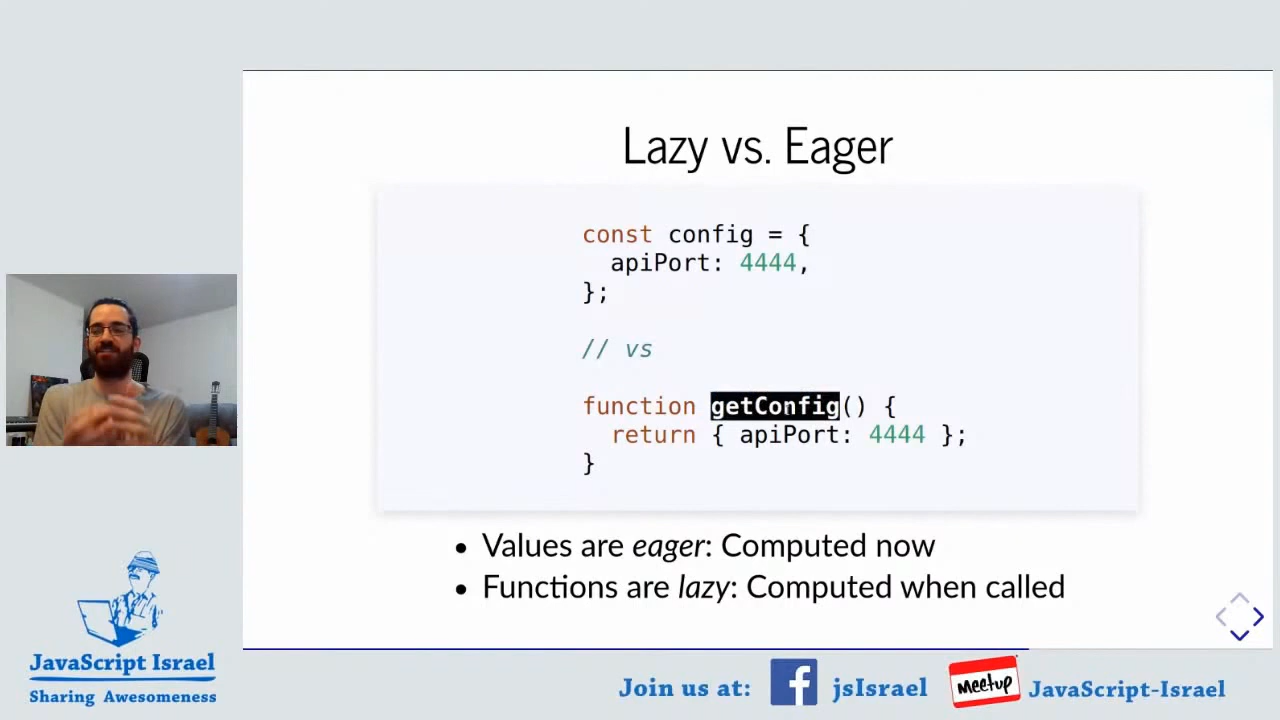 Lazy vs. Eager
const config = {
apiPort: 4444,
};
// vs
function getConfig() {
return { apiPort: 4444 };
}
• Values are eager: Computed now
• Functions are lazy: Computed when called
JavaScript Israel
Sharing Awesomeness
Join us at: f jsIsrael Meetup JavaScript-Israel